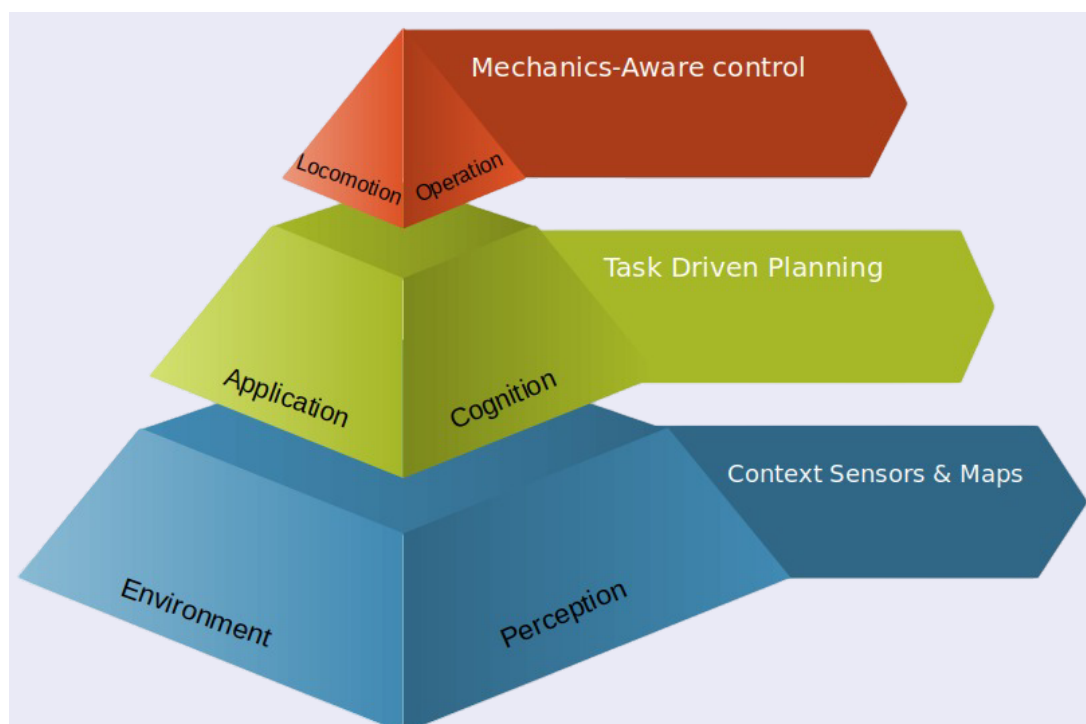 Mechanics-Aware control
Locomotion
Operation
Task Driven Planning
Application
Cognition
Context Sensors & Maps
Environment
Perception